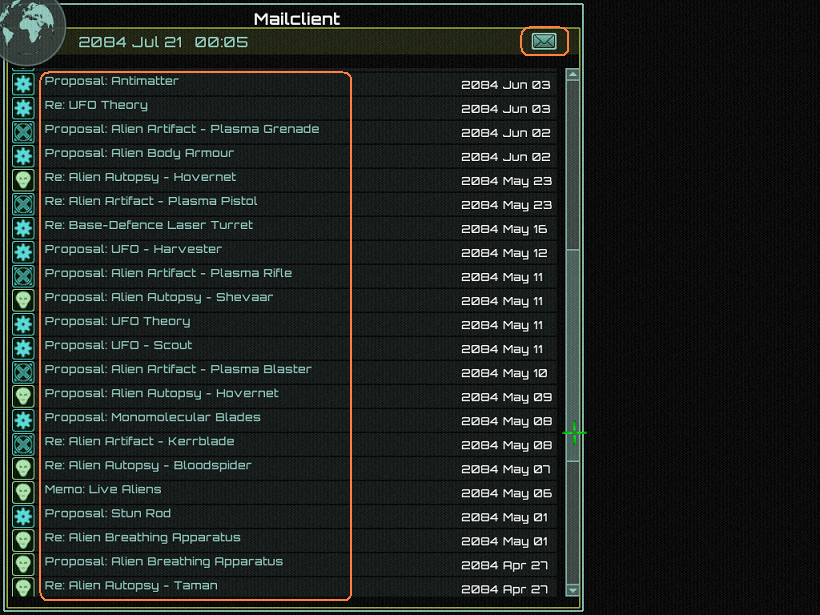 Mailclient
2084 Jul 21 00:05
Proposal: Antimatter 2084 Jun 03
Re: UFO Theory 2084 Jun 03
Proposal: Alien Artifact - Plasma Grenade 2084 Jun 02
Proposal: Alien Body Armour 2084 Jun 02
Re: Alien Autopsy - Hovernet 2084 May 23
Re: Alien Artifact - Plasma Pistol 2084 May 23
Re: Base-Defence Laser Turret 2084 May 16
Proposal: UFO - Harvester 2084 May 12
Proposal: Alien Artifact - Plasma Rifle 2084 May 11
Proposal: Alien Autopsy - Shevaar 2084 May 11
Proposal: UFO Theory 2084 May 11
Proposal: UFO - Scout 2084 May 11
Proposal: Alien Artifact - Plasma Blaster 2084 May 10
Proposal: Alien Autopsy - Hovernet 2084 May 09
Proposal: Monomolecular Blades 2084 May 08
Re: Alien Artifact - Kerrblade 2084 May 08
Re: Alien Autopsy - Bloodspider 2084 May 07
Memo: Live Aliens 2084 May 06
Proposal: Stun Rod 2084 May 01
Re: Alien Breathing Apparatus 2084 May 01
Proposal: Alien Breathing Apparatus 2084 Apr 27
Re: Alien Autopsy - Taman 2084 Apr 27